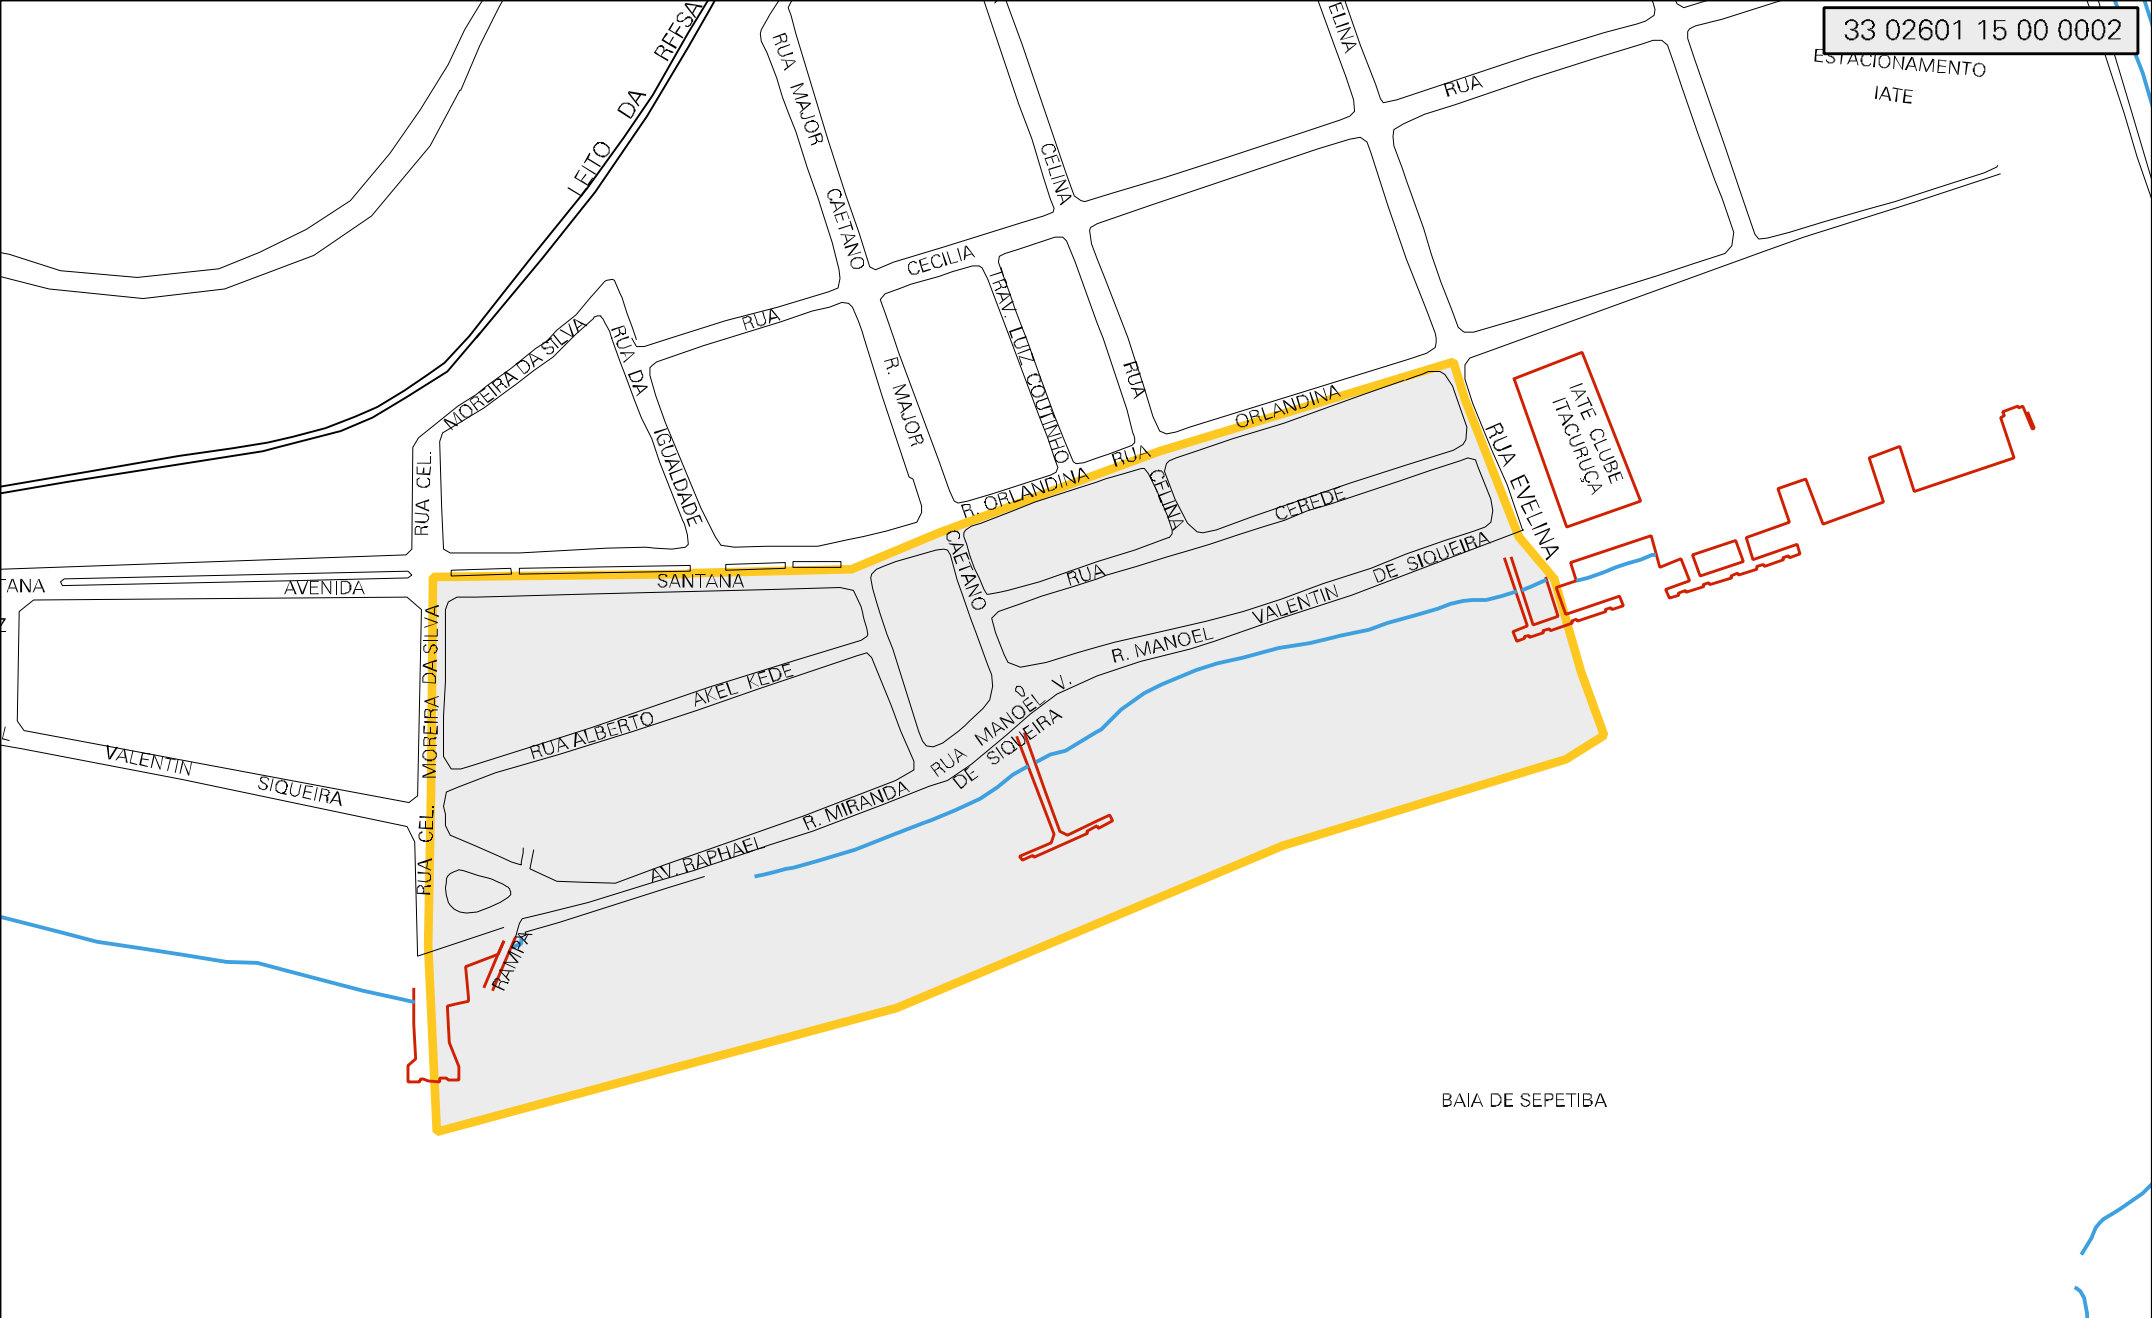 33 02601 15 00 0002
ESTACIONAMENTO
IATE
LEITO DA RFFSA
RUA MAJOR CAETANO
CELINA
ELINA
RUA
CECILIA
RUA
MOREIRA DA SILVA
RUA CEL.
RUA DA IGUALDADE
R. MAJOR
TRAV. LUIZ COUTINHO
RUA
ORLANDINA
RUA
R. ORLANDINA
CELINA
CAETANO
RUA CEREDE
RUA EVELINA
IATE CLUBE
ITACURUÇA
TANA
AVENIDA
SANTANA
RUA CEL. MOREIRA DA SILVA
RUA ALBERTO AKEL KEDE
R. MANOEL VALENTIN DE SIQUEIRA
RUA MANOEL V.
DE SIQUEIRA
VALENTIN SIQUEIRA
AV. RAPHAEL R. MIRANDA
RAMPA
BAIA DE SEPETIBA